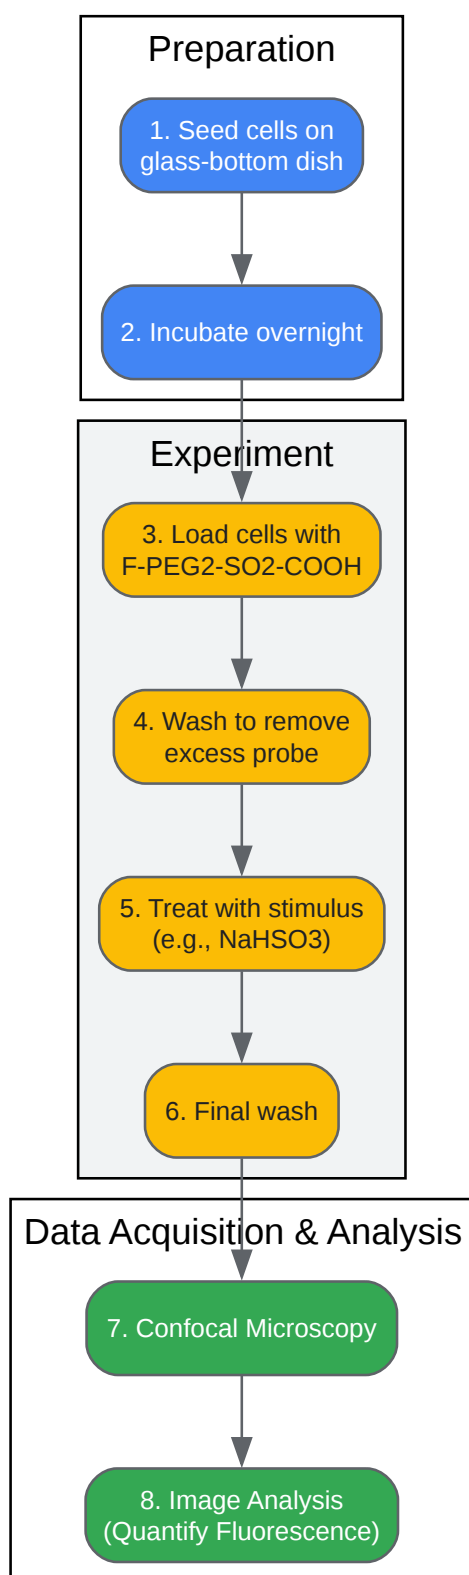 Preparation
1. Seed cells on
glass-bottom dish
2. Incubate overnight
Experiment
3. Load cells with
F-PEG2-SO2-COOH
4. Wash to remove
excess probe
5. Treat with stimulus
(e.g., NaHSO3)
6. Final wash
Data Acquisition & Analysis
7. Confocal Microscopy
8. Image Analysis
(Quantify Fluorescence)